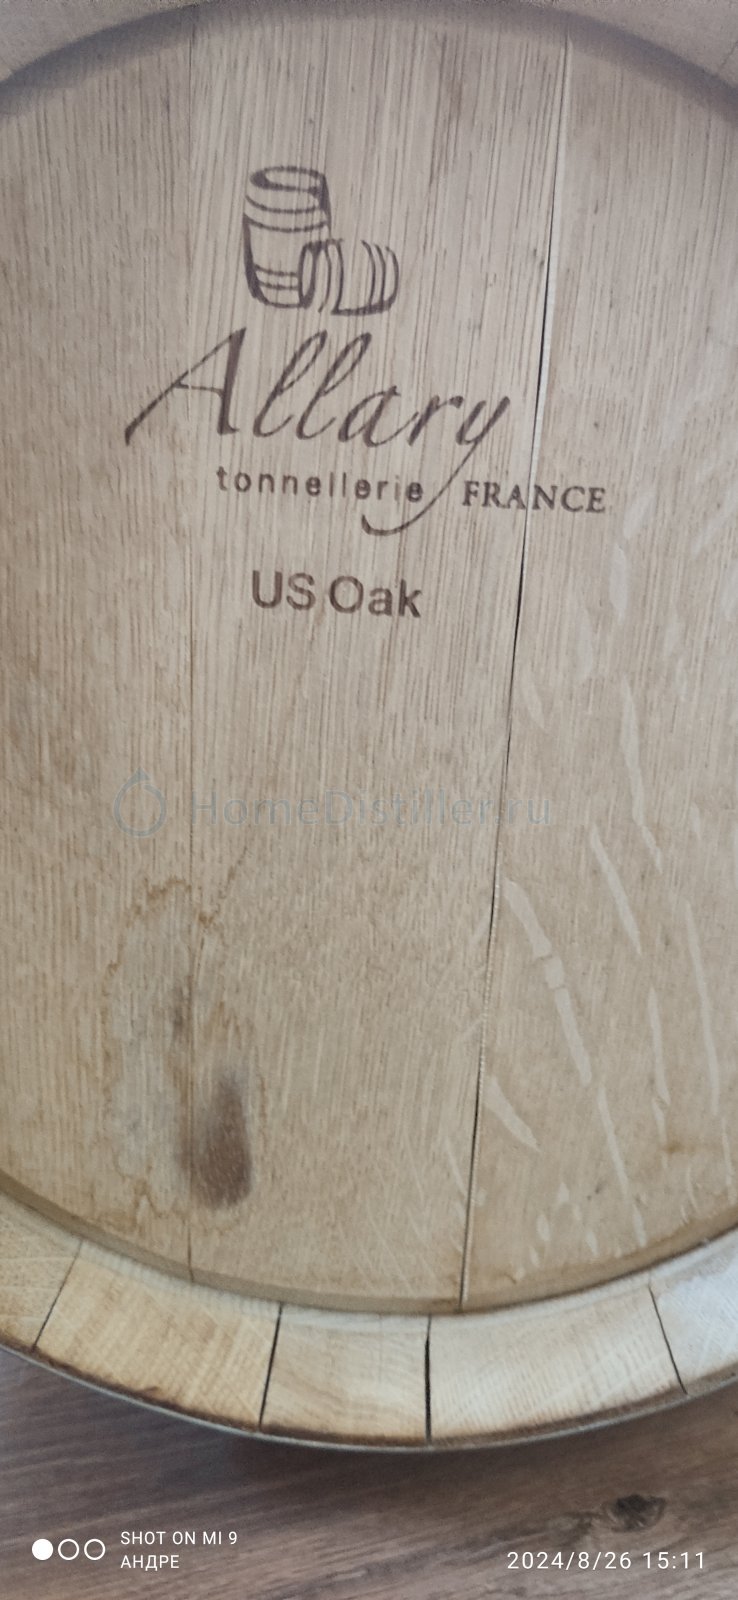 Allary
tonnellerie FRANCE
US Oak
HomeDistiller.ru
SHOT ON MI 9
АНДРЕ
2024/8/26 15:11